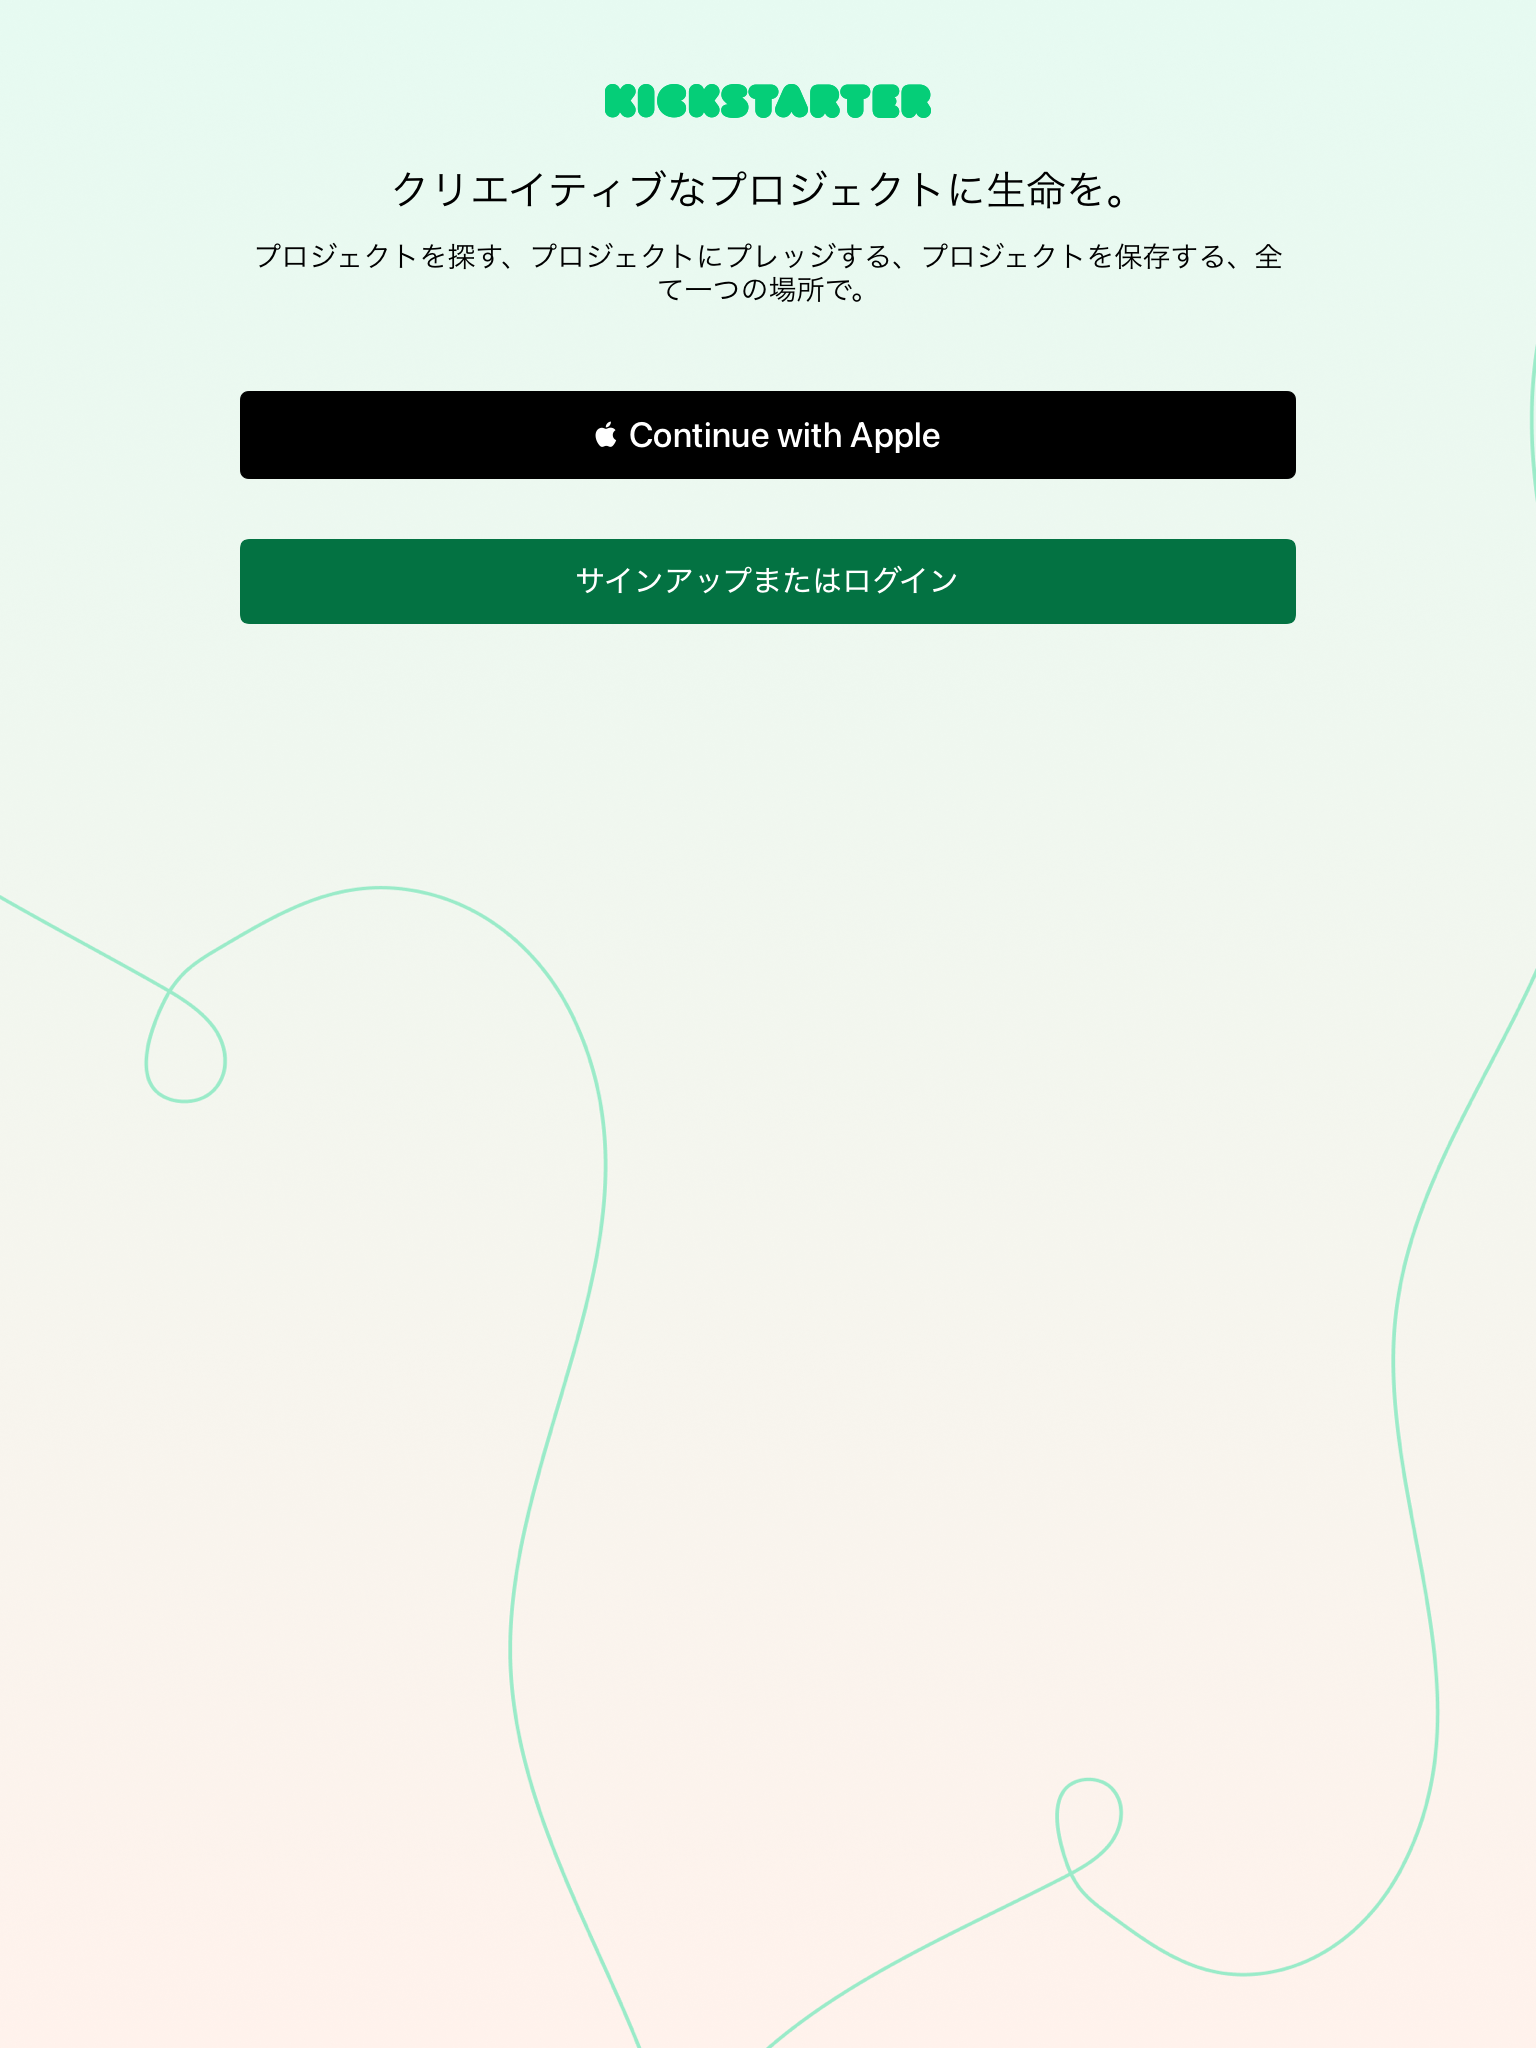 KICKSTARTER
クリエイティブなプロジェクトに生命を。
プロジェクトを探す、プロジェクトにプレッジする、プロジェクトを保存する、全
て一つの場所で。
Continue with Apple
サインアップまたはログイン